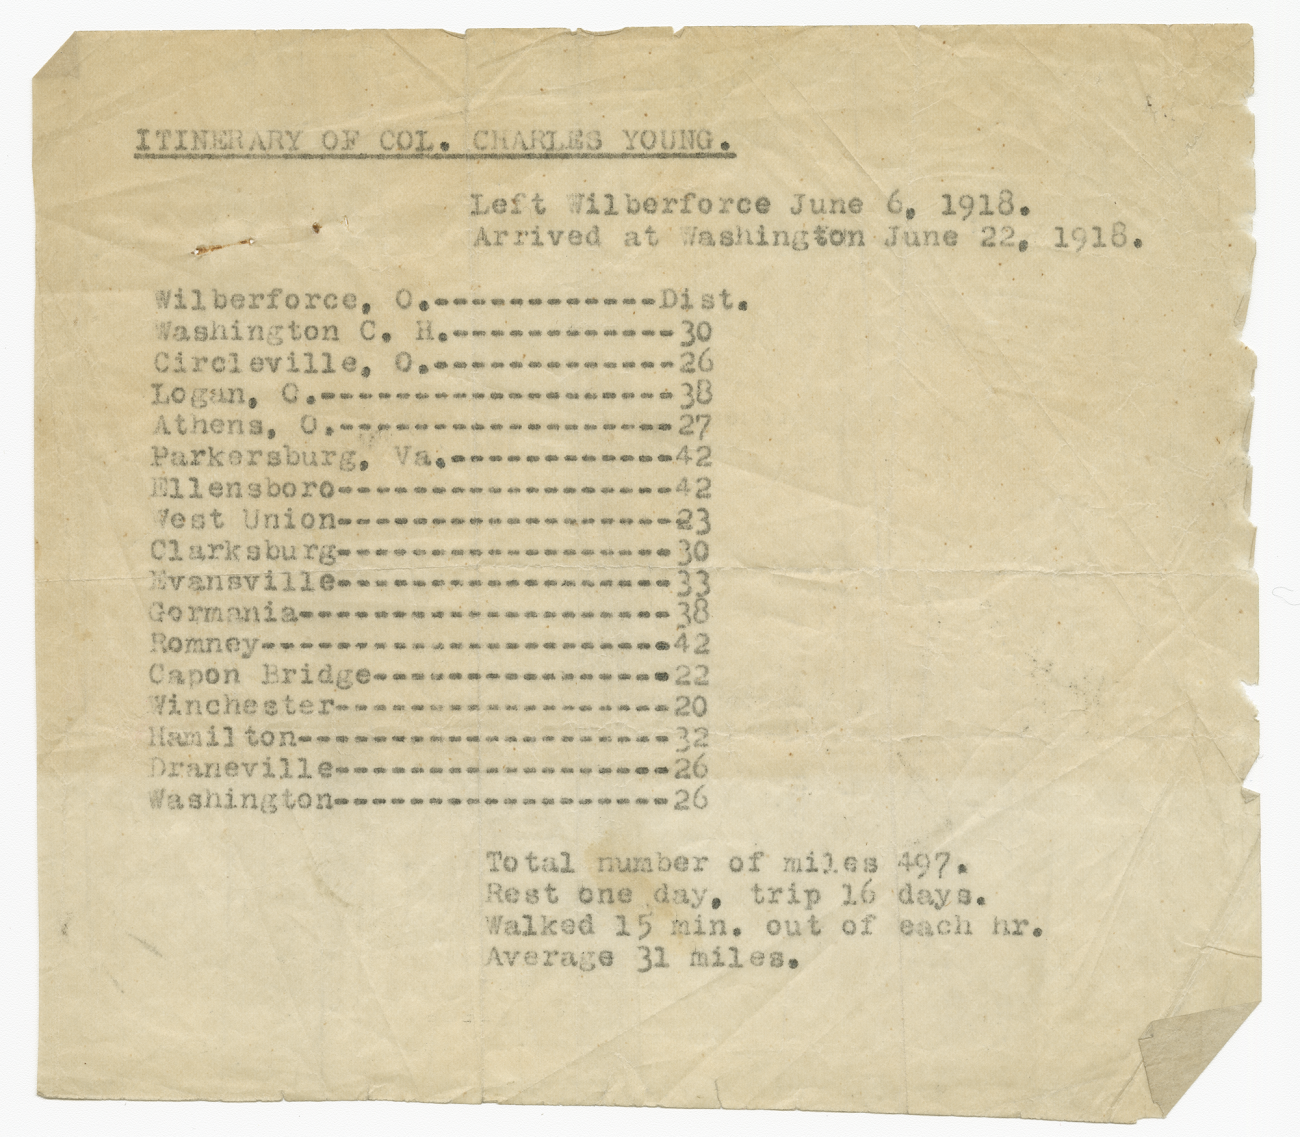 ITINERARY OF COL. CHARLES YOUNG.
Left Wilberforce June 6, 1918.
Arrived at Washington June 22, 1918.
Wilberforce, O.------------Dist.
Washington C. H.------------30
Circleville, O.-------------26
Logan, O.-------------------38
Athens, O.------------------27
Parkersburg, Va.------------42
Ellensboro------------------42
West Union------------------23
Clarksburg------------------30
Evansville------------------33
Gormania--------------------38
Romney----------------------42
Capon Bridge----------------22
Winchester------------------20
Hamilton--------------------32
Draneville------------------26
Washington------------------26
Total number of miles 497.
Rest one day, trip 16 days.
Walked 15 min. out of each hr.
Average 31 miles.